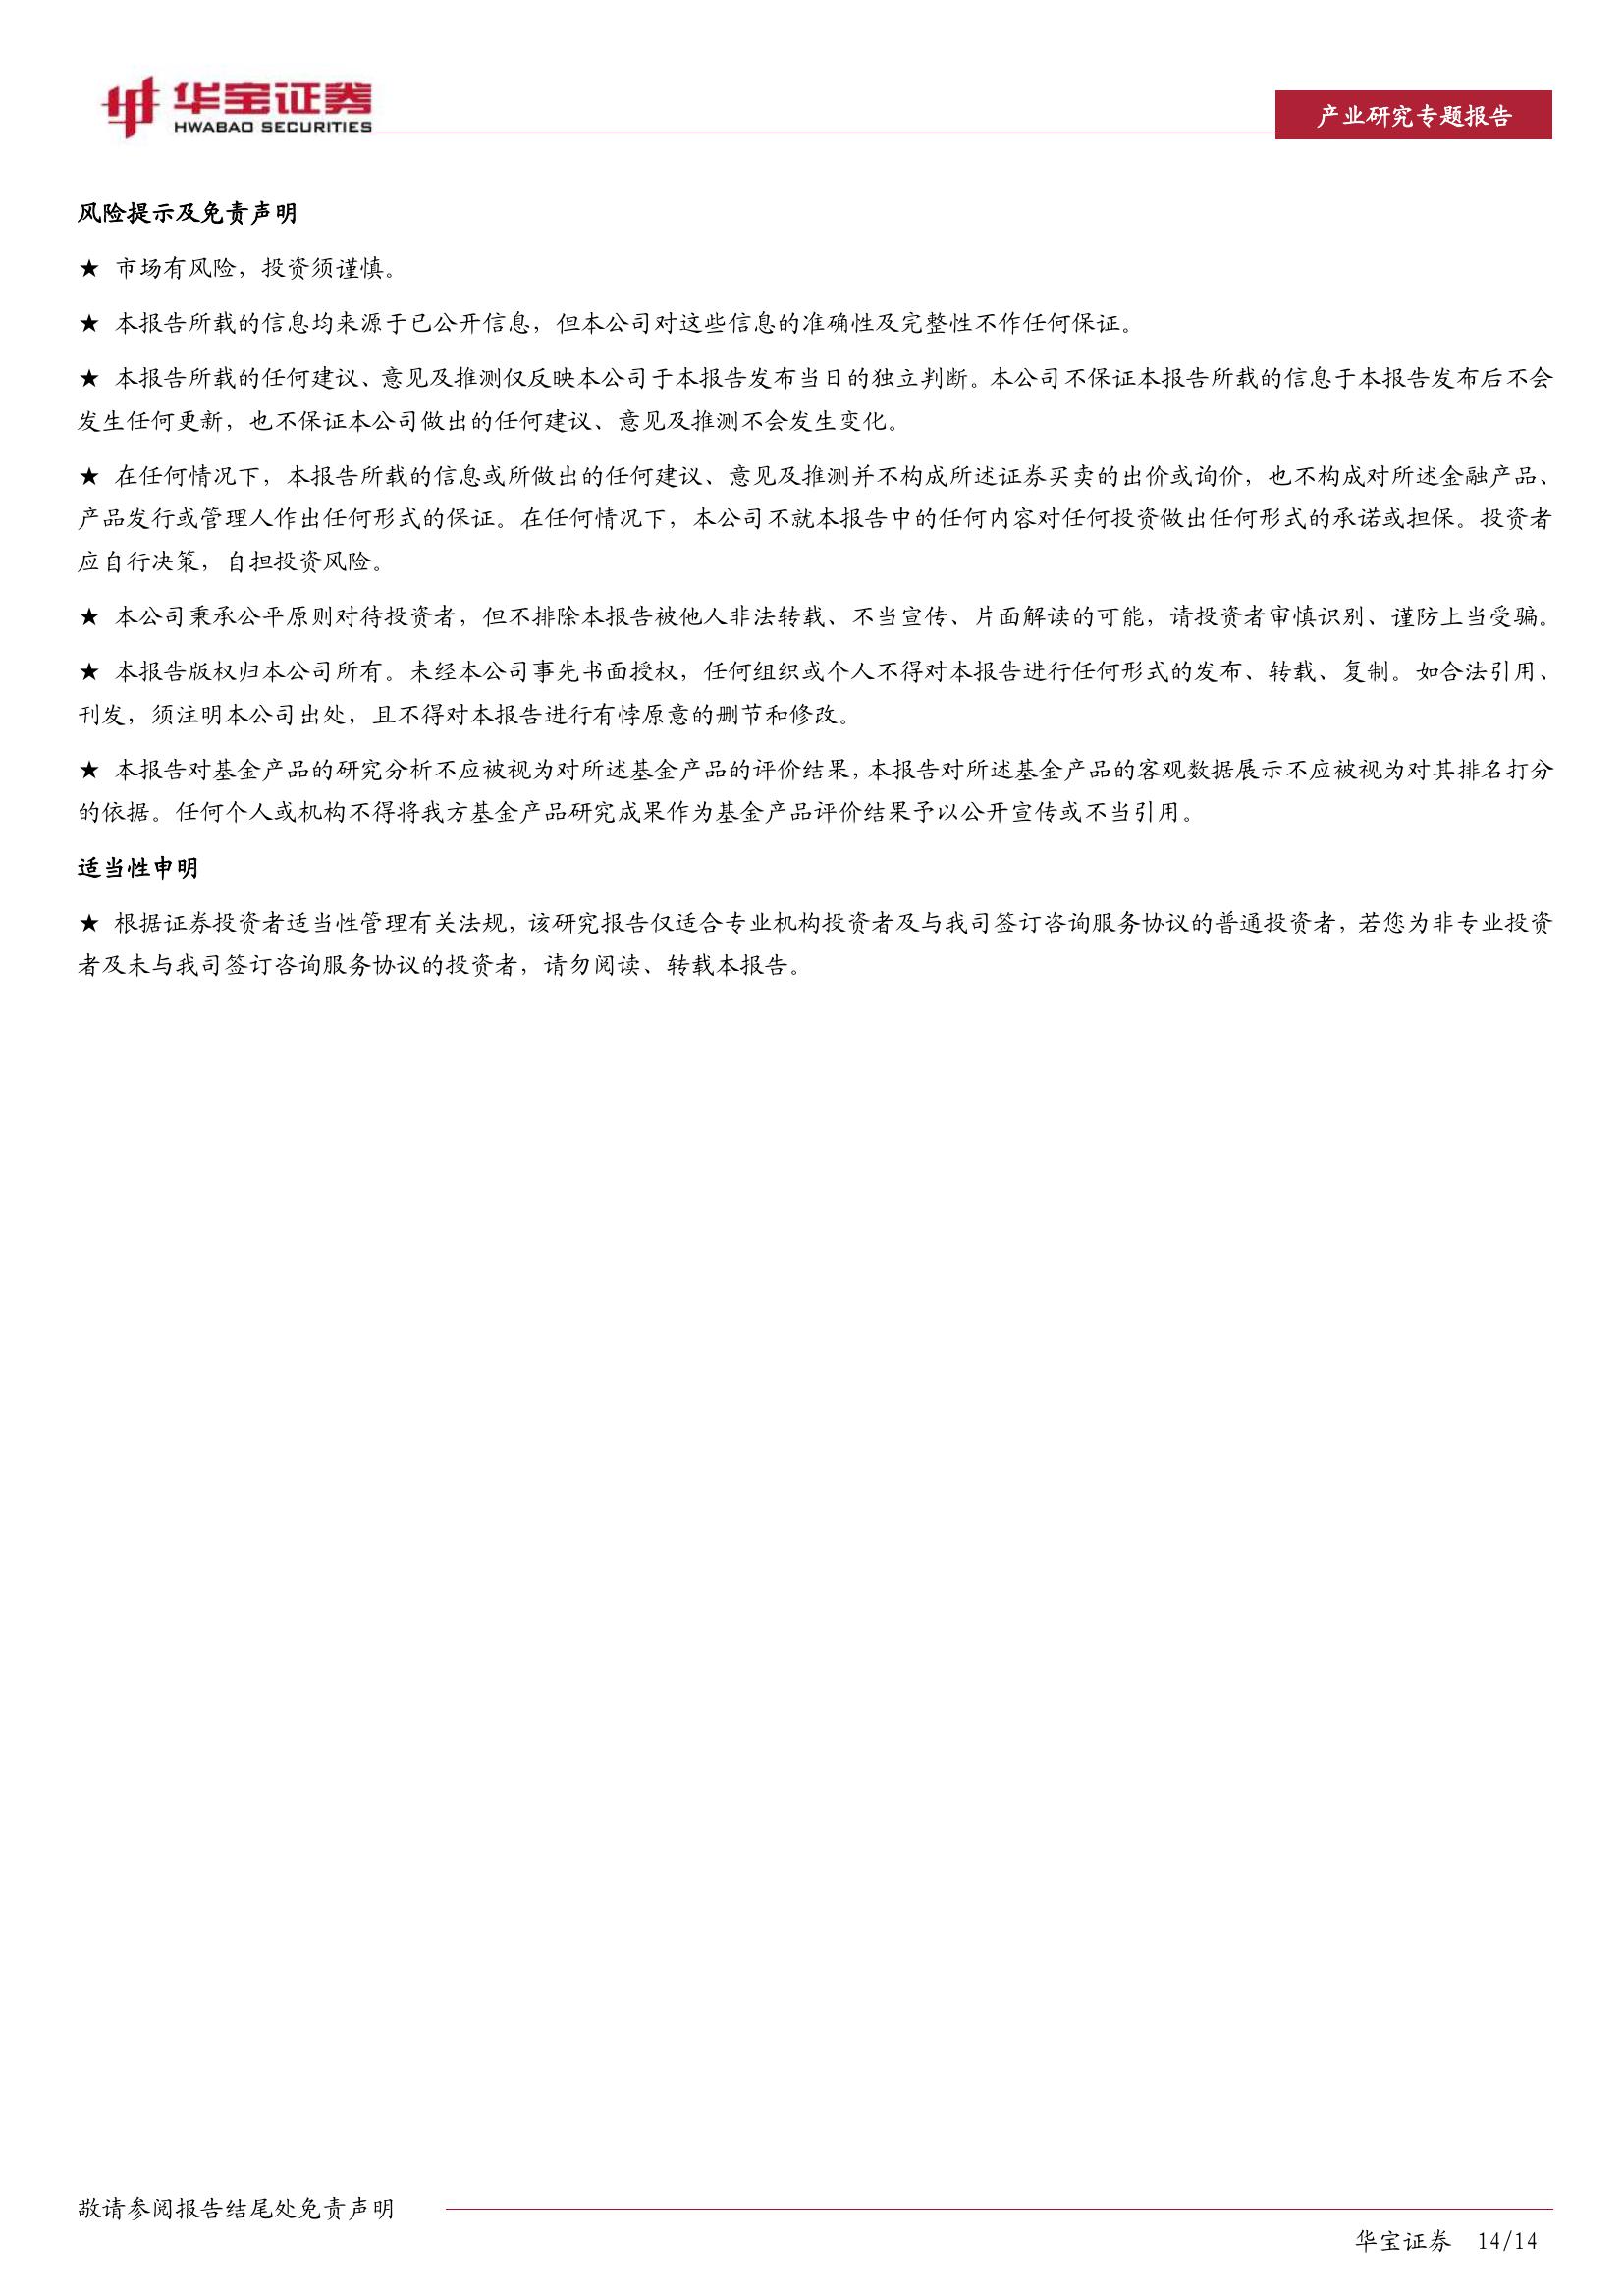 华宝证券
HWABAO SECURITIES
产业研究专题报告
风险提示及免责声明
★ 市场有风险，投资须谨慎。
★ 本报告所载的信息均来源于已公开信息，但本公司对这些信息的准确性及完整性不作任何保证。
★ 本报告所载的任何建议、意见及推测仅反映本公司于本报告发布当日的独立判断。本公司不保证本报告所载的信息于本报告发布后不会
发生任何更新，也不保证本公司做出的任何建议、意见及推测不会发生变化。
★ 在任何情况下，本报告所载的信息或所做出的任何建议、意见及推测并不构成所述证券买卖的出价或询价，也不构成对所述金融产品、
产品发行或管理人作出任何形式的保证。在任何情况下，本公司不就本报告中的任何内容对任何投资做出任何形式的承诺或担保。投资者
应自行决策，自担投资风险。
★ 本公司秉承公平原则对待投资者，但不排除本报告被他人非法转载、不当宣传、片面解读的可能，请投资者审慎识别、谨防上当受骗。
★ 本报告版权归本公司所有。未经本公司事先书面授权，任何组织或个人不得对本报告进行任何形式的发布、转载、复制。如合法引用、
刊发，须注明本公司出处，且不得对本报告进行有悖原意的删节和修改。
★ 本报告对基金产品的研究分析不应被视为对所述基金产品的评价结果，本报告对所述基金产品的客观数据展示不应被视为对其排名打分
的依据。任何个人或机构不得将我方基金产品研究成果作为基金产品评价结果予以公开宣传或不当引用。
适当性申明
★ 根据证券投资者适当性管理有关法规，该研究报告仅适合专业机构投资者及与我司签订咨询服务协议的普通投资者，若您为非专业投资
者及未与我司签订咨询服务协议的投资者，请勿阅读、转载本报告。
敬请参阅报告结尾处免责声明
华宝证券 14/14